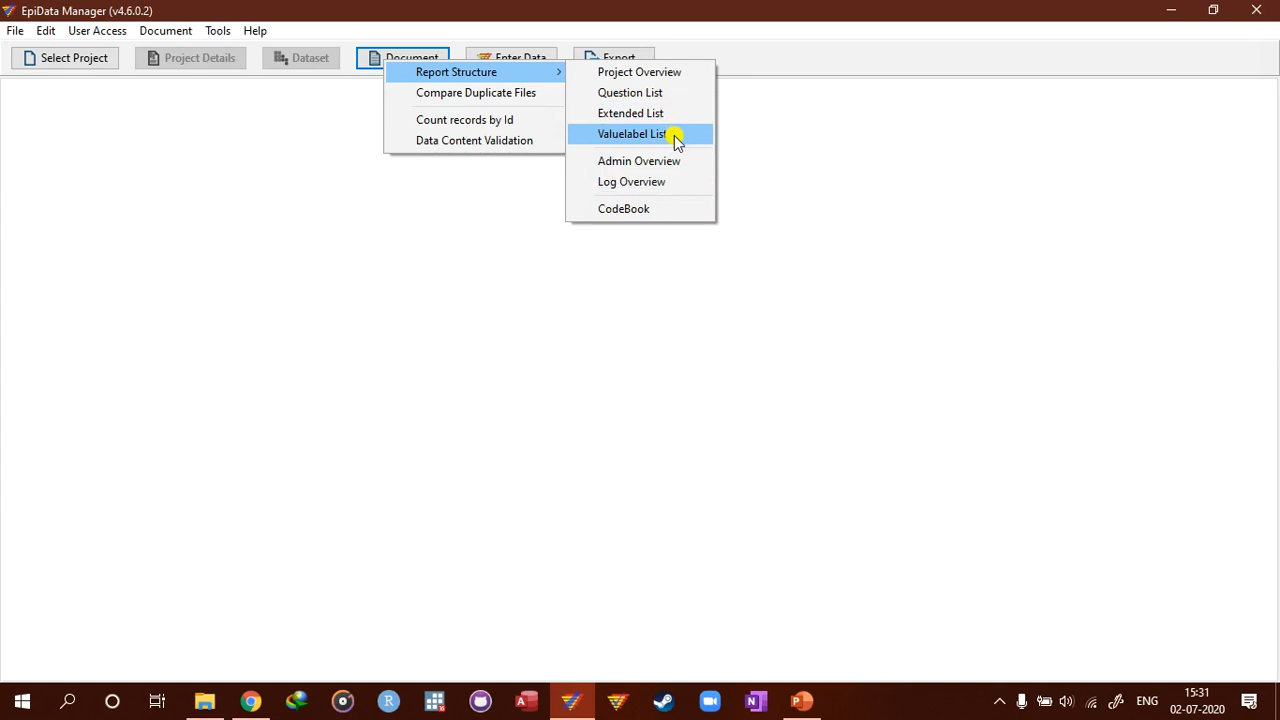 EpiData Manager (v4.6.0.2)
File Edit User Access Document Tools Help
Select Project Project Details Dataset Document Enter Data Export
Report Structure
Compare Duplicate Files
Count records by Id
Data Content Validation
Project Overview
Question List
Extended List
Valuelabel List
Admin Overview
Log Overview
CodeBook
ENG
15:31
02-07-2020